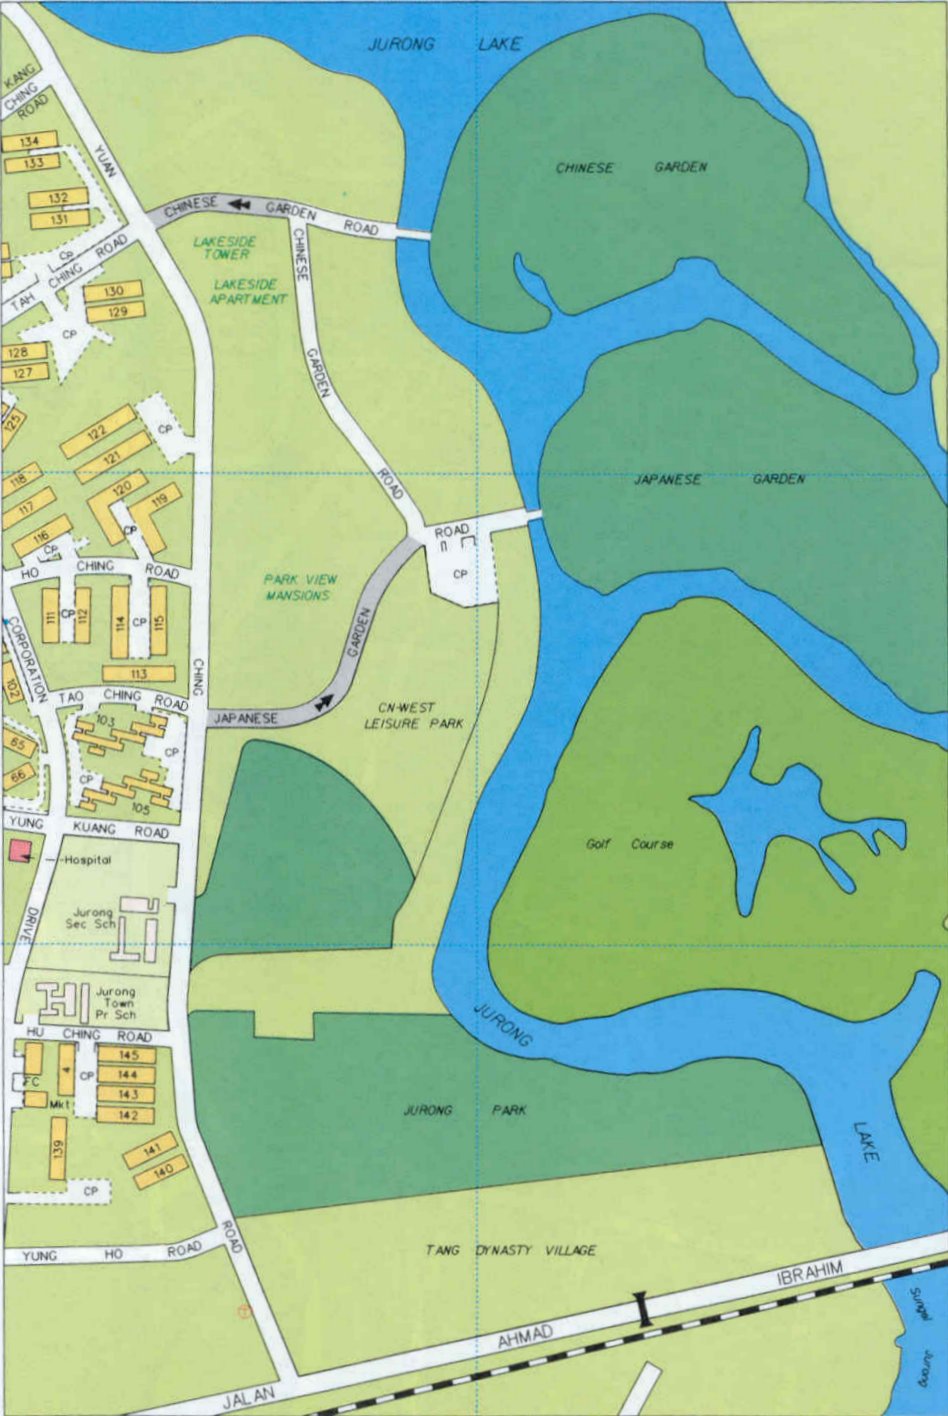 JURONG LAKE
KANG
CHING
ROAD
134
133
YUAN
CHINESE GARDEN
132
131
CHINESE GARDEN ROAD
LAKESIDE
TOWER
LAKESIDE
APARTMENT
CP
TAH CHING ROAD
130
129
CP
128
127
CHINESE GARDEN ROAD
125
122
CP
121
118
120
119
117
116
CP
CP
JAPANESE GARDEN
ROAD
CP
HO CHING ROAD
PARK VIEW
MANSIONS
111
CP
112
114
CP
115
CORPORATION
113
102
CHING
TAO CHING ROAD
JAPANESE GARDEN
CN-WEST
LEISURE PARK
103
65
CP
66
CP
105
YUNG KUANG ROAD
Hospital
Golf Course
DRIVE
Jurong
Sec Sch
Jurong
Town
Pr Sch
JURONG
HU CHING ROAD
145
4
CP
144
FC
143
Mkt
142
JURONG PARK
139
141
140
LAKE
CP
YUNG HO ROAD
ROAD
TANG DYNASTY VILLAGE
JALAN AHMAD IBRAHIM
Sungei
Jurong